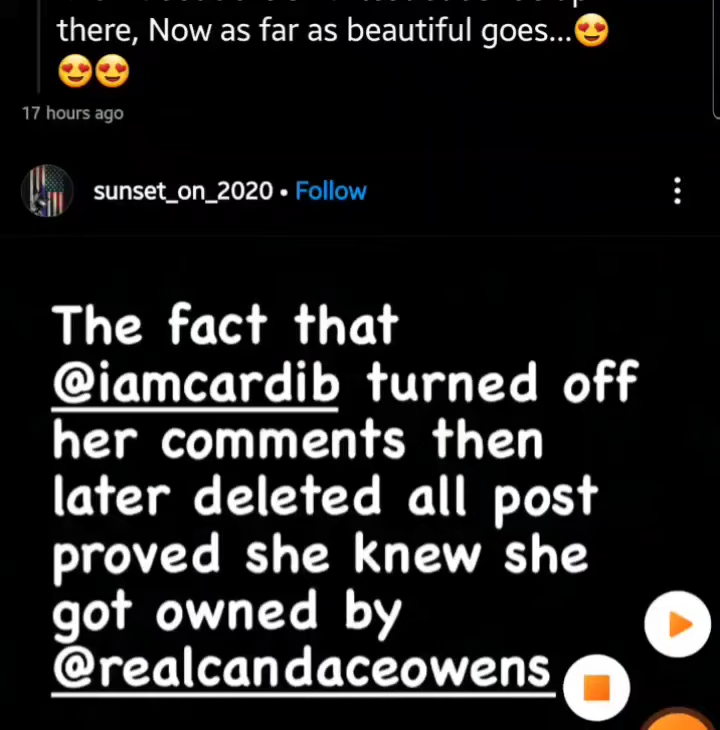 there, Now as far as beautiful goes...😍
😍😍
17 hours ago
sunset_on_2020 • Follow
The fact that
@iamcardib turned off
her comments then
later deleted all post
proved she knew she
got owned by
@realcandaceowens